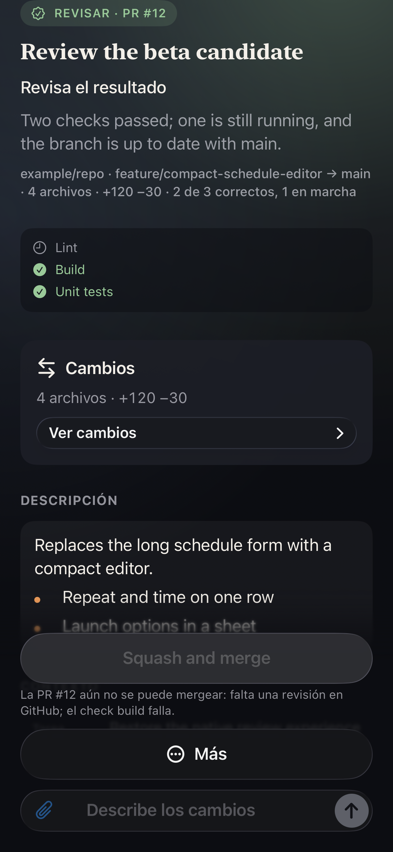 REVISAR · PR #12
Review the beta candidate
Revisa el resultado
Two checks passed; one is still running, and
the branch is up to date with main.
example/repo · feature/compact-schedule-editor → main
· 4 archivos · +120 −30 · 2 de 3 correctos, 1 en marcha
Lint
Build
Unit tests
Cambios
4 archivos · +120 −30
Ver cambios
DESCRIPCIÓN
Replaces the long schedule form with a
compact editor.
• Repeat and time on one row
• Launch options in a sheet
Squash and merge
La PR #12 aún no se puede mergear: falta una revisión en
GitHub; el check build falla.
Más
Describe los cambios